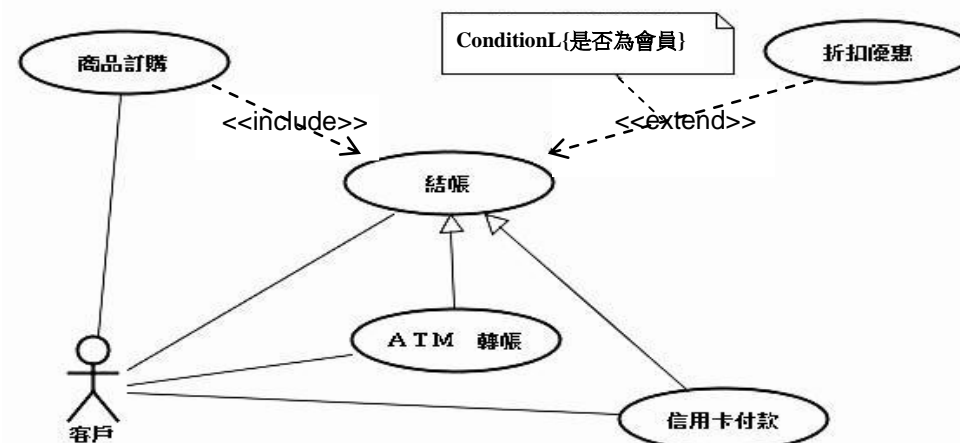 ConditionL{是否為會員}
商品訂購
折扣優惠
<<include>>
<<extend>>
結帳
ATM 轉帳
信用卡付款
客戶